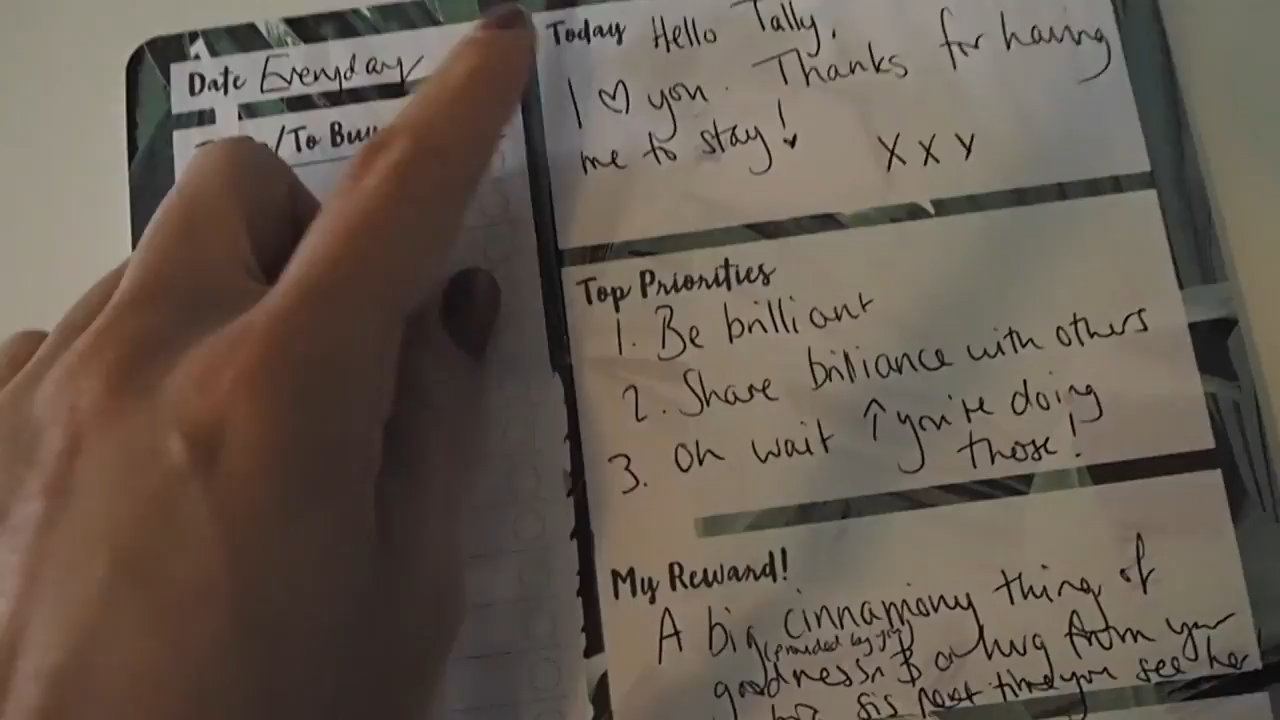 Date Everyday
/To Buy
Today Hello Tally,
I ♡ you. Thanks for having
me to stay!
X X Y
Top Priorities
1. Be brilliant
2. Share brilliance with others
3. Oh wait ↑ you're doing
those!
My Reward!
A big cinnamony thing of
(provided by JM)
goodness & a hug from your
sis next time you see her